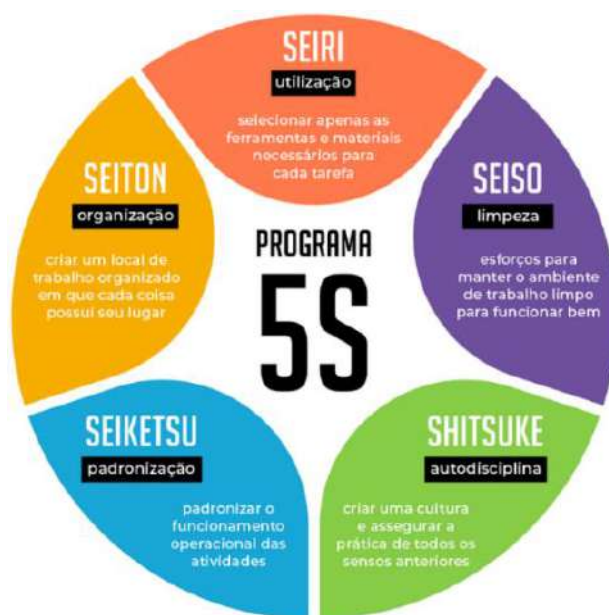 SEIRI
utilização
selecionar apenas as
ferramentas e materiais
necessários para
cada tarefa
SEITON
organização
criar um local de
trabalho organizado
em que cada coisa
possui seu lugar
SEISO
limpeza
esforços para
manter o ambiente
de trabalho limpo
para funcionar bem
PROGRAMA
5S
SEIKETSU
padronização
padronizar o
funcionamento
operacional das
atividades
SHITSUKE
autodisciplina
criar uma cultura
e assegurar a
prática de todos os
sensos anteriores